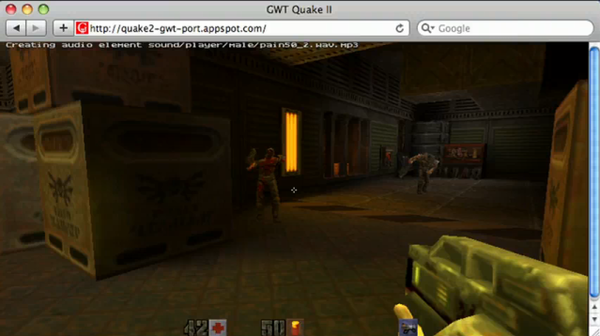 GWT Quake II
http://quake2-gwt-port.appspot.com/
Google
Creating audio element sound/player/male/pain50_2.wav.mp3
42 50